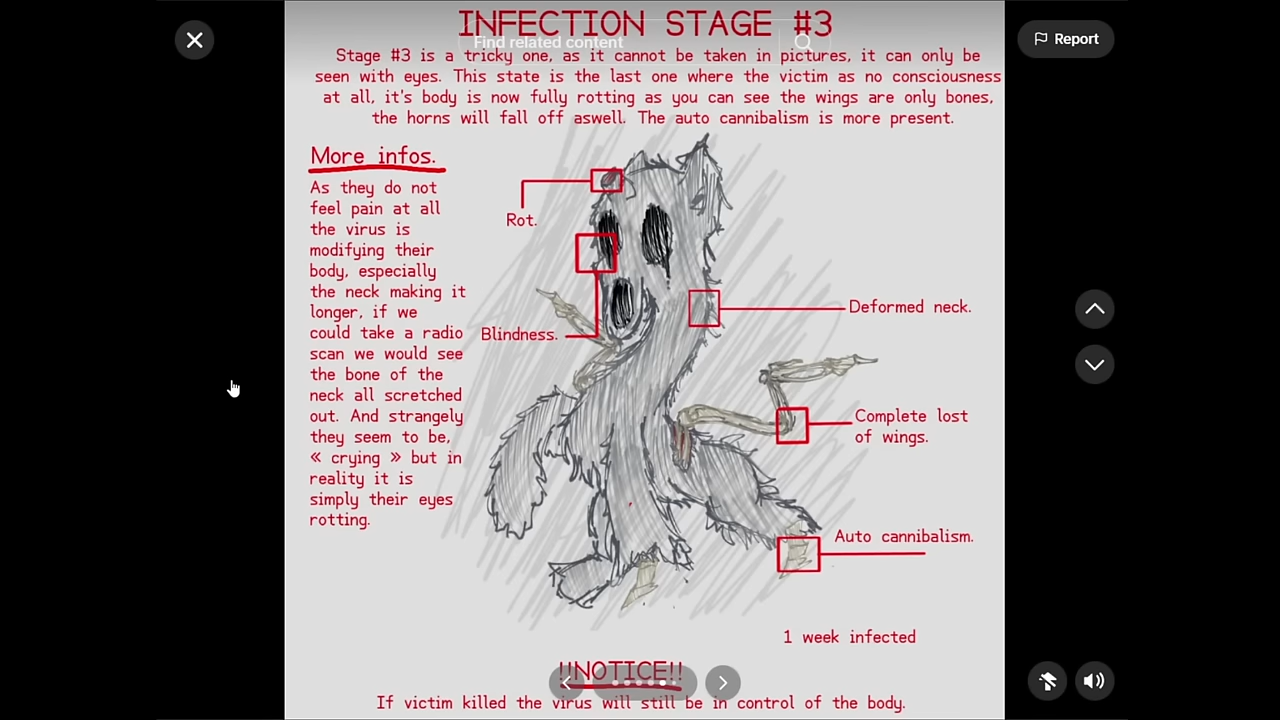 INFECTION STAGE #3
Find related content
Report
Stage #3 is a tricky one, as it cannot be taken in pictures, it can only be
seen with eyes. This state is the last one where the victim as no consciousness
at all, it's body is now fully rotting as you can see the wings are only bones,
the horns will fall off aswell. The auto cannibalism is more present.
More infos.
As they do not
feel pain at all
the virus is
modifying their
body, especially
the neck making it
longer, if we
could take a radio
scan we would see
the bone of the
neck all scretched
out. And strangely
they seem to be,
« crying » but in
reality it is
simply their eyes
rotting.
Rot.
Blindness.
Deformed neck.
Complete lost
of wings.
Auto cannibalism.
1 week infected
!!NOTICE!!
If victim killed the virus will still be in control of the body.